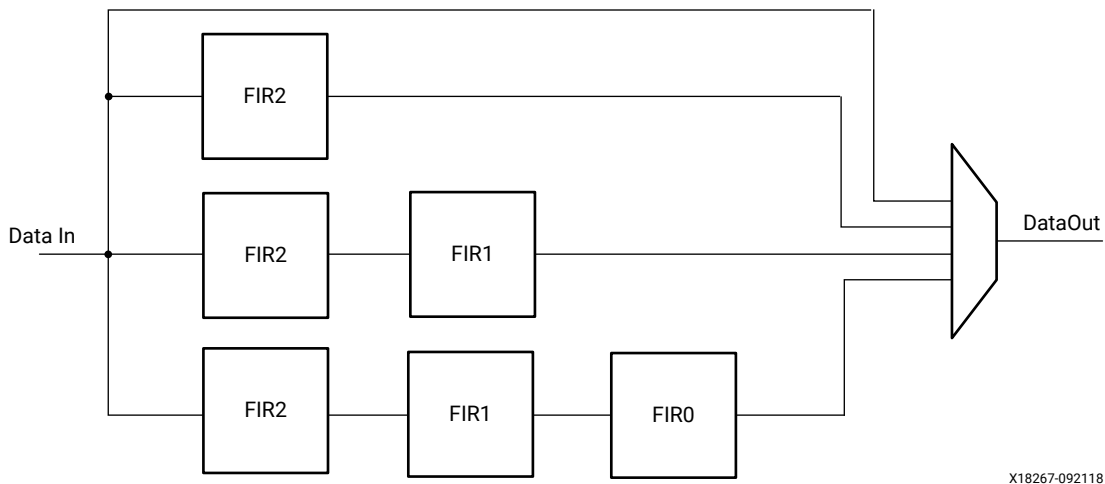 FIR2
Data In
FIR2
FIR1
DataOut
FIR2
FIR1
FIR0
X18267-092118